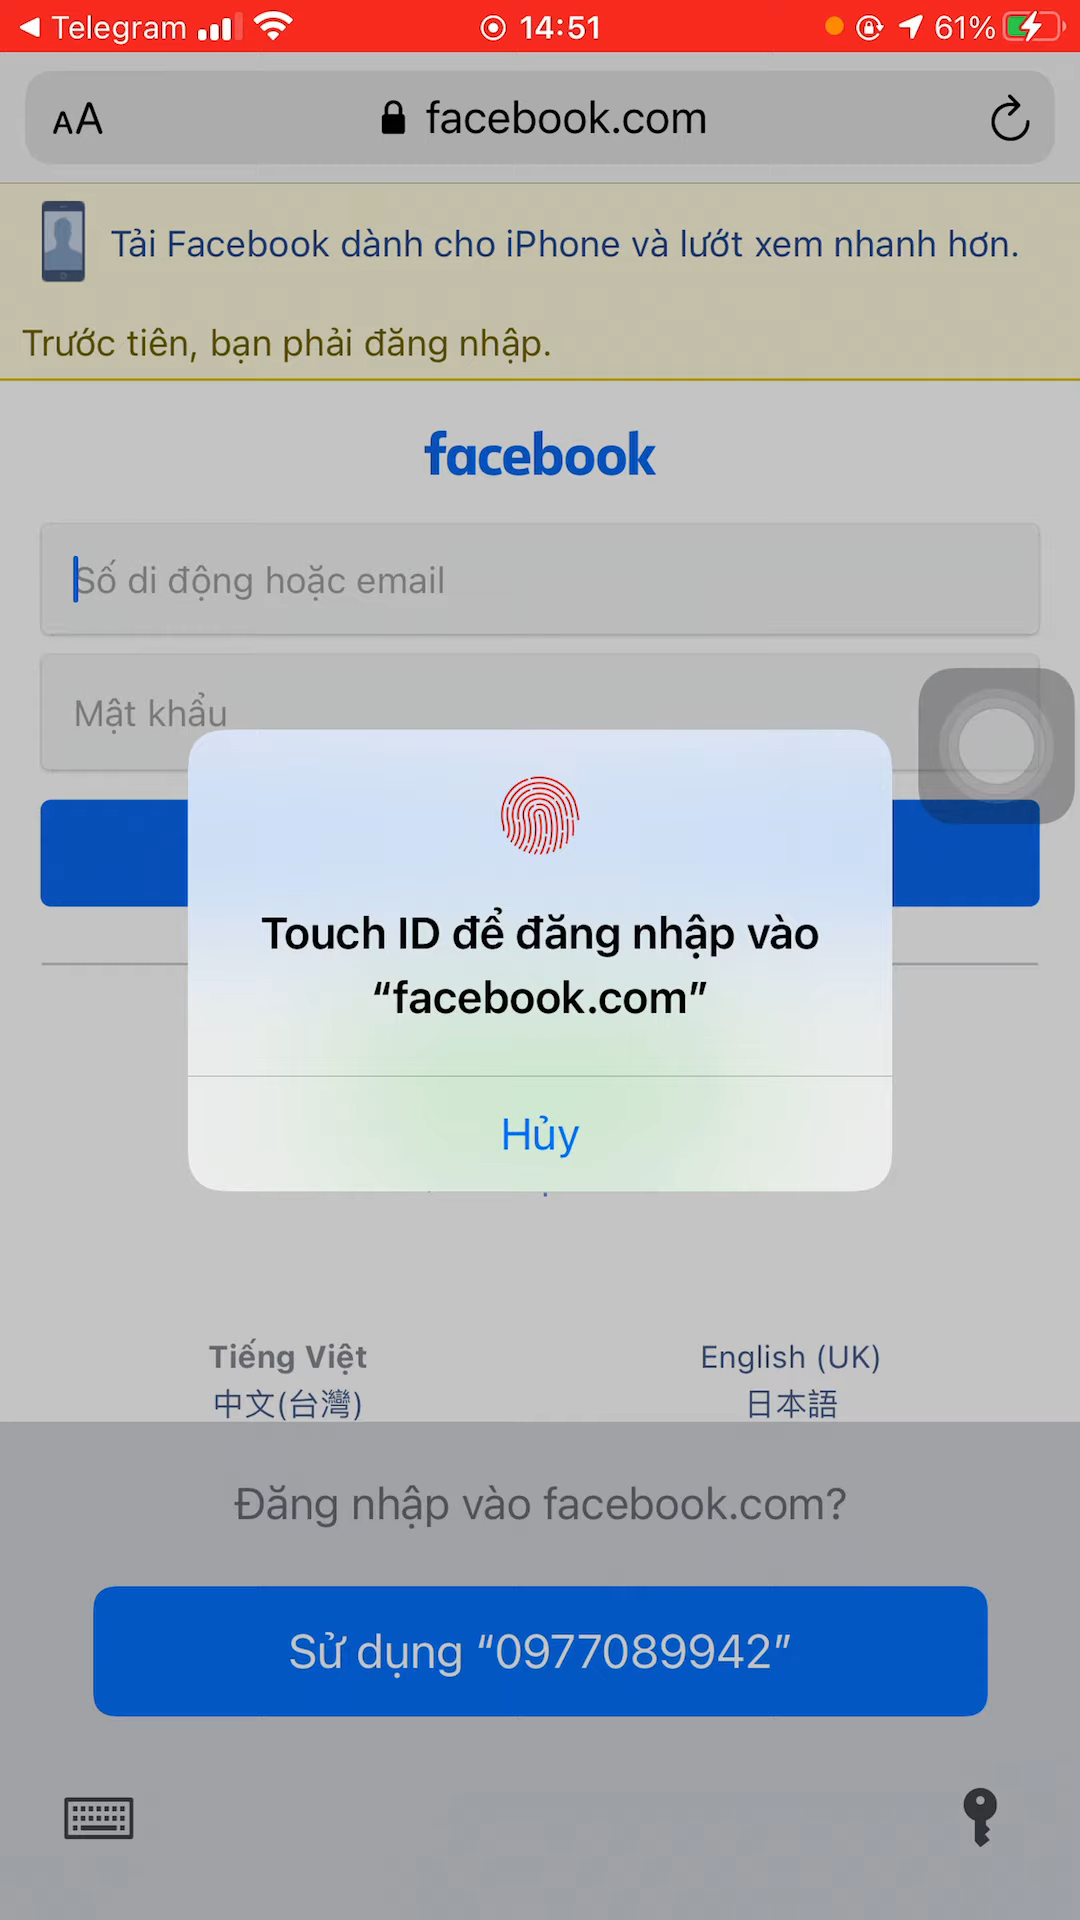 Telegram 14:51 61%
AA facebook.com
Tải Facebook dành cho iPhone và lướt xem nhanh hơn.
Trước tiên, bạn phải đăng nhập.
facebook
Số di động hoặc email
Mật khẩu
Touch ID để đăng nhập vào
“facebook.com”
Hủy
Tiếng Việt English (UK)
中文(台灣) 日本語
Đăng nhập vào facebook.com?
Sử dụng “0977089942”